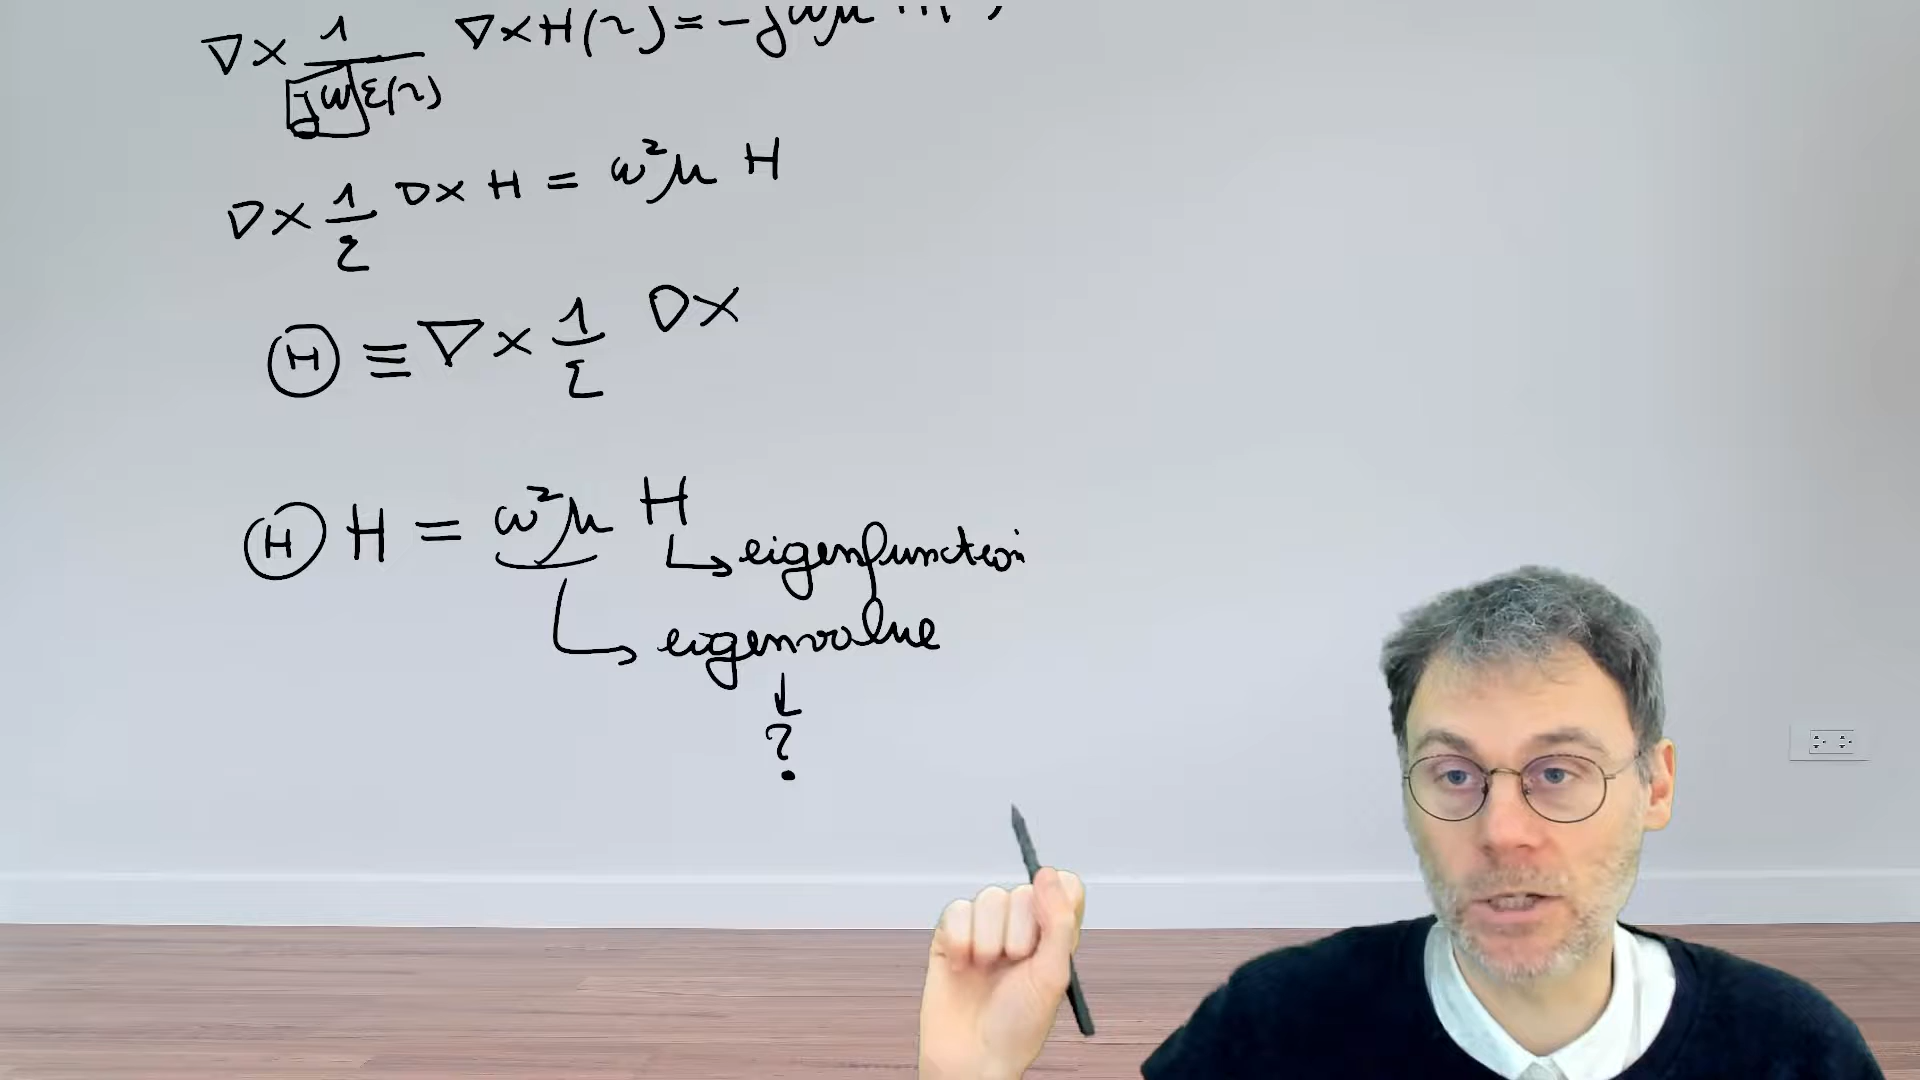 ∇× 1/(jωε(r)) ∇×H(r) = -jωμ H(r)
∇× 1/ε ∇× H = ω²μ H
Ⓗ ≡ ∇× 1/ε ∇×
Ⓗ H = ω²μ H
eigenfunction
eigenvalue
?